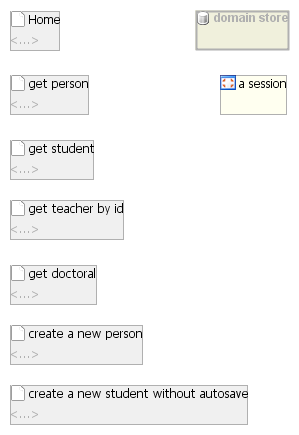 Home
<...>
domain store
get person
<...>
a session
get student
<...>
get teacher by id
<...>
get doctoral
<...>
create a new person
<...>
create a new student without autosave
<...>